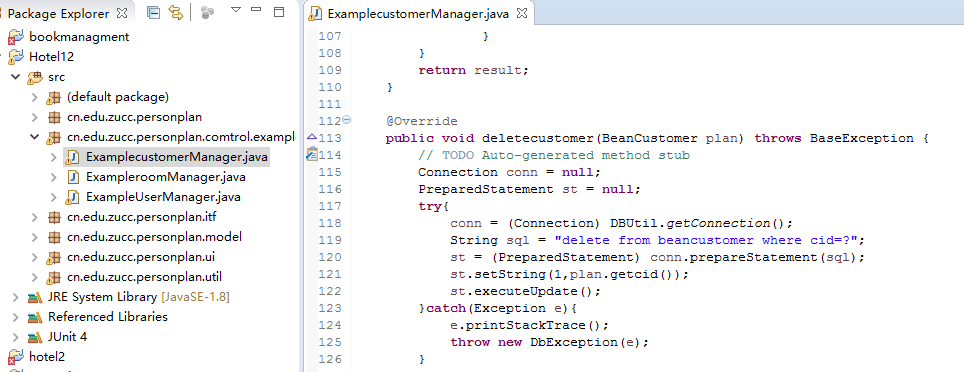 Package Explorer
bookmanagment
Hotel12
src
(default package)
cn.edu.zucc.personplan
cn.edu.zucc.personplan.comtrol.example
ExamplecustomerManager.java
ExampleroomManager.java
ExampleUserManager.java
cn.edu.zucc.personplan.itf
cn.edu.zucc.personplan.model
cn.edu.zucc.personplan.ui
cn.edu.zucc.personplan.util
JRE System Library [JavaSE-1.8]
Referenced Libraries
JUnit 4
hotel2
ExamplecustomerManager.java
107 }
108 }
109 return result;
110 }
111
112 @Override
113 public void deletecustomer(BeanCustomer plan) throws BaseException {
114 // TODO Auto-generated method stub
115 Connection conn = null;
116 PreparedStatement st = null;
117 try{
118 conn = (Connection) DBUtil.getConnection();
119 String sql = "delete from beancustomer where cid=?";
120 st = (PreparedStatement) conn.prepareStatement(sql);
121 st.setString(1,plan.getcid());
122 st.executeUpdate();
123 }catch(Exception e){
124 e.printStackTrace();
125 throw new DbException(e);
126 }